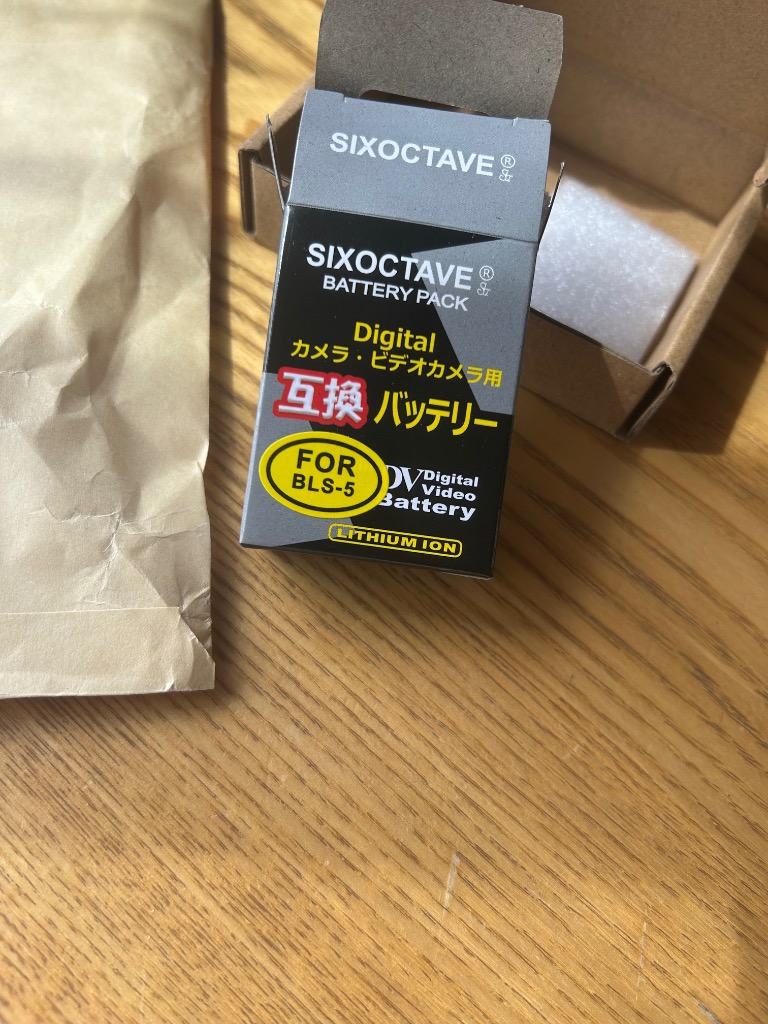 SIXOCTAVE®
SIXOCTAVE®
BATTERY PACK
Digital
カメラ・ビデオカメラ用
互換 バッテリー
FOR
BLS-5
DV Digital
Video
Battery
LITHIUM ION